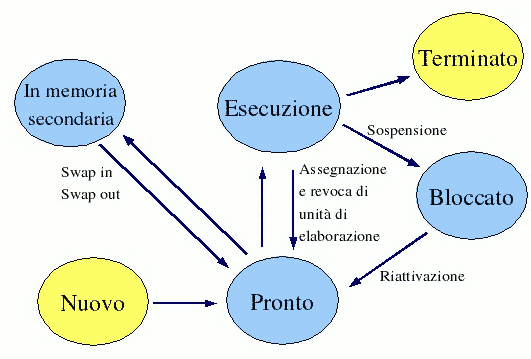 Terminato
In memoria
secondaria
Esecuzione
Sospensione
Swap in
Swap out
Assegnazione
e revoca di
unità di
elaborazione
Bloccato
Riattivazione
Nuovo
Pronto